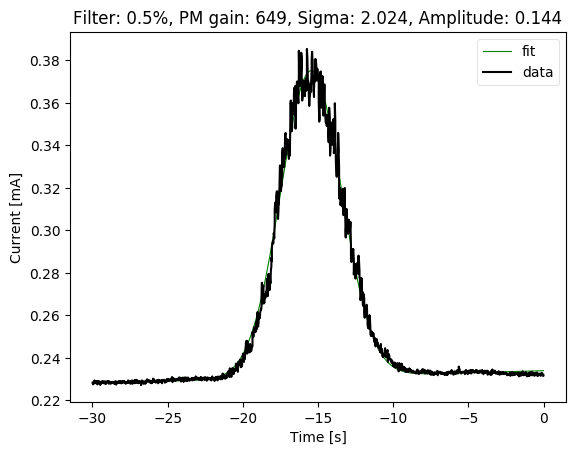 Filter: 0.5%, PM gain: 649, Sigma: 2.024, Amplitude: 0.144
fit
data
0.38
0.36
0.34
0.32
0.30
0.28
0.26
0.24
0.22
Current [mA]
−30 −25 −20 −15 −10 −5 0
Time [s]